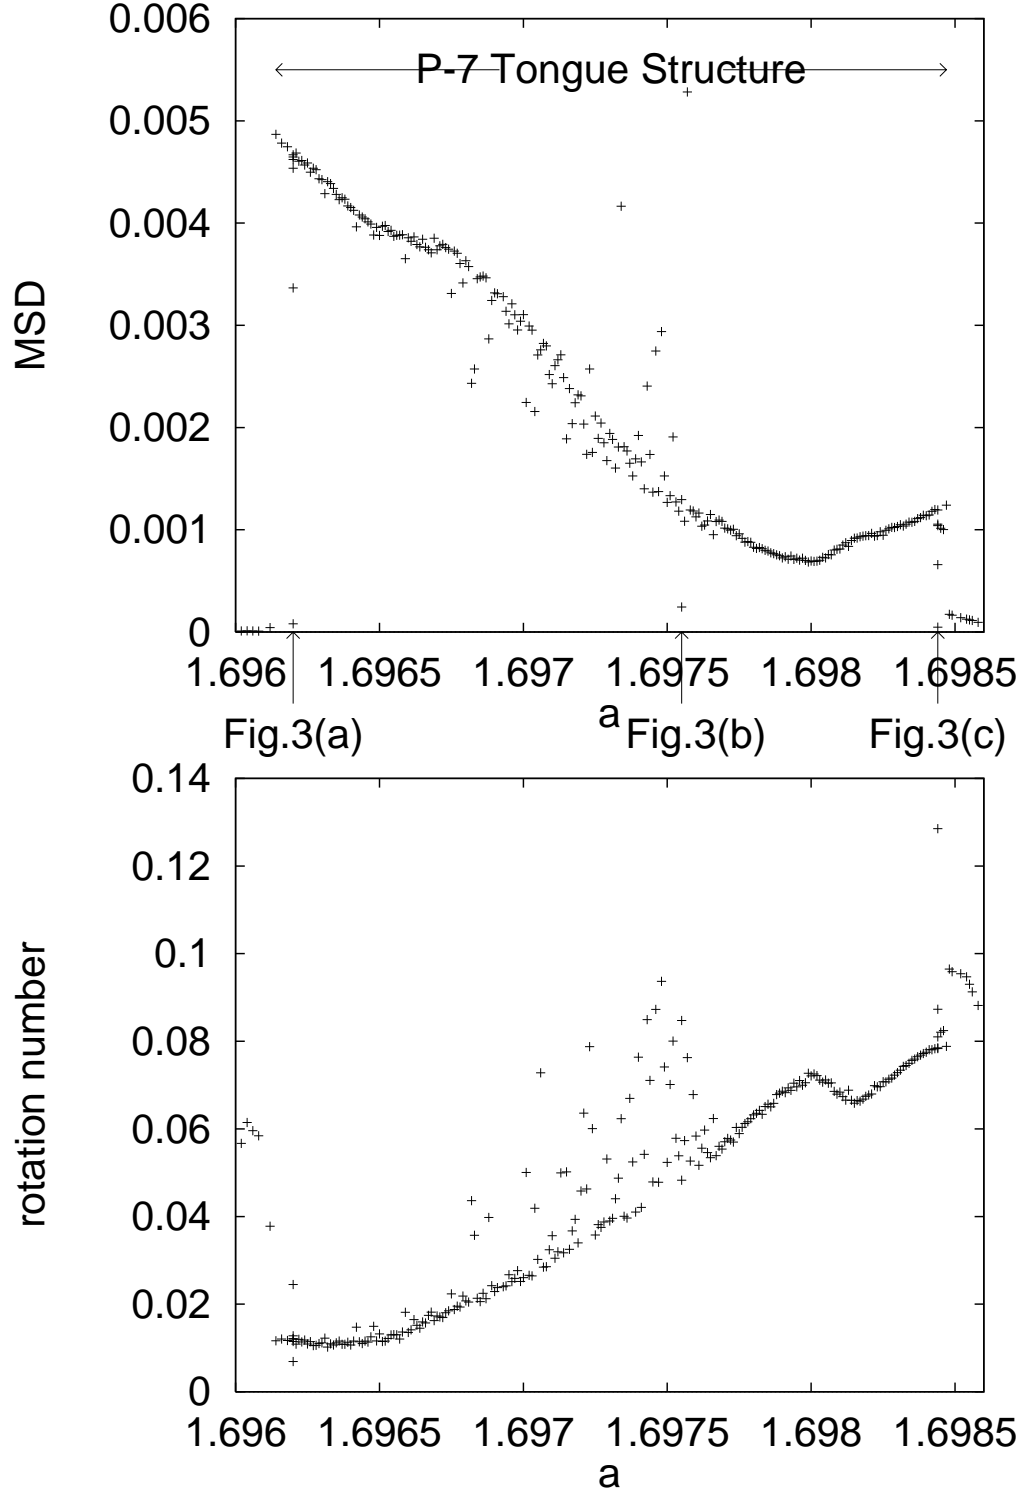 0.006
P-7 Tongue Structure
0.005
0.004
MSD
0.003
0.002
0.001
0
1.696 1.6965 1.697 1.6975 1.698 1.6985
a
Fig.3(a) Fig.3(b) Fig.3(c)
0.14
0.12
0.1
rotation number
0.08
0.06
0.04
0.02
0
1.696 1.6965 1.697 1.6975 1.698 1.6985
a